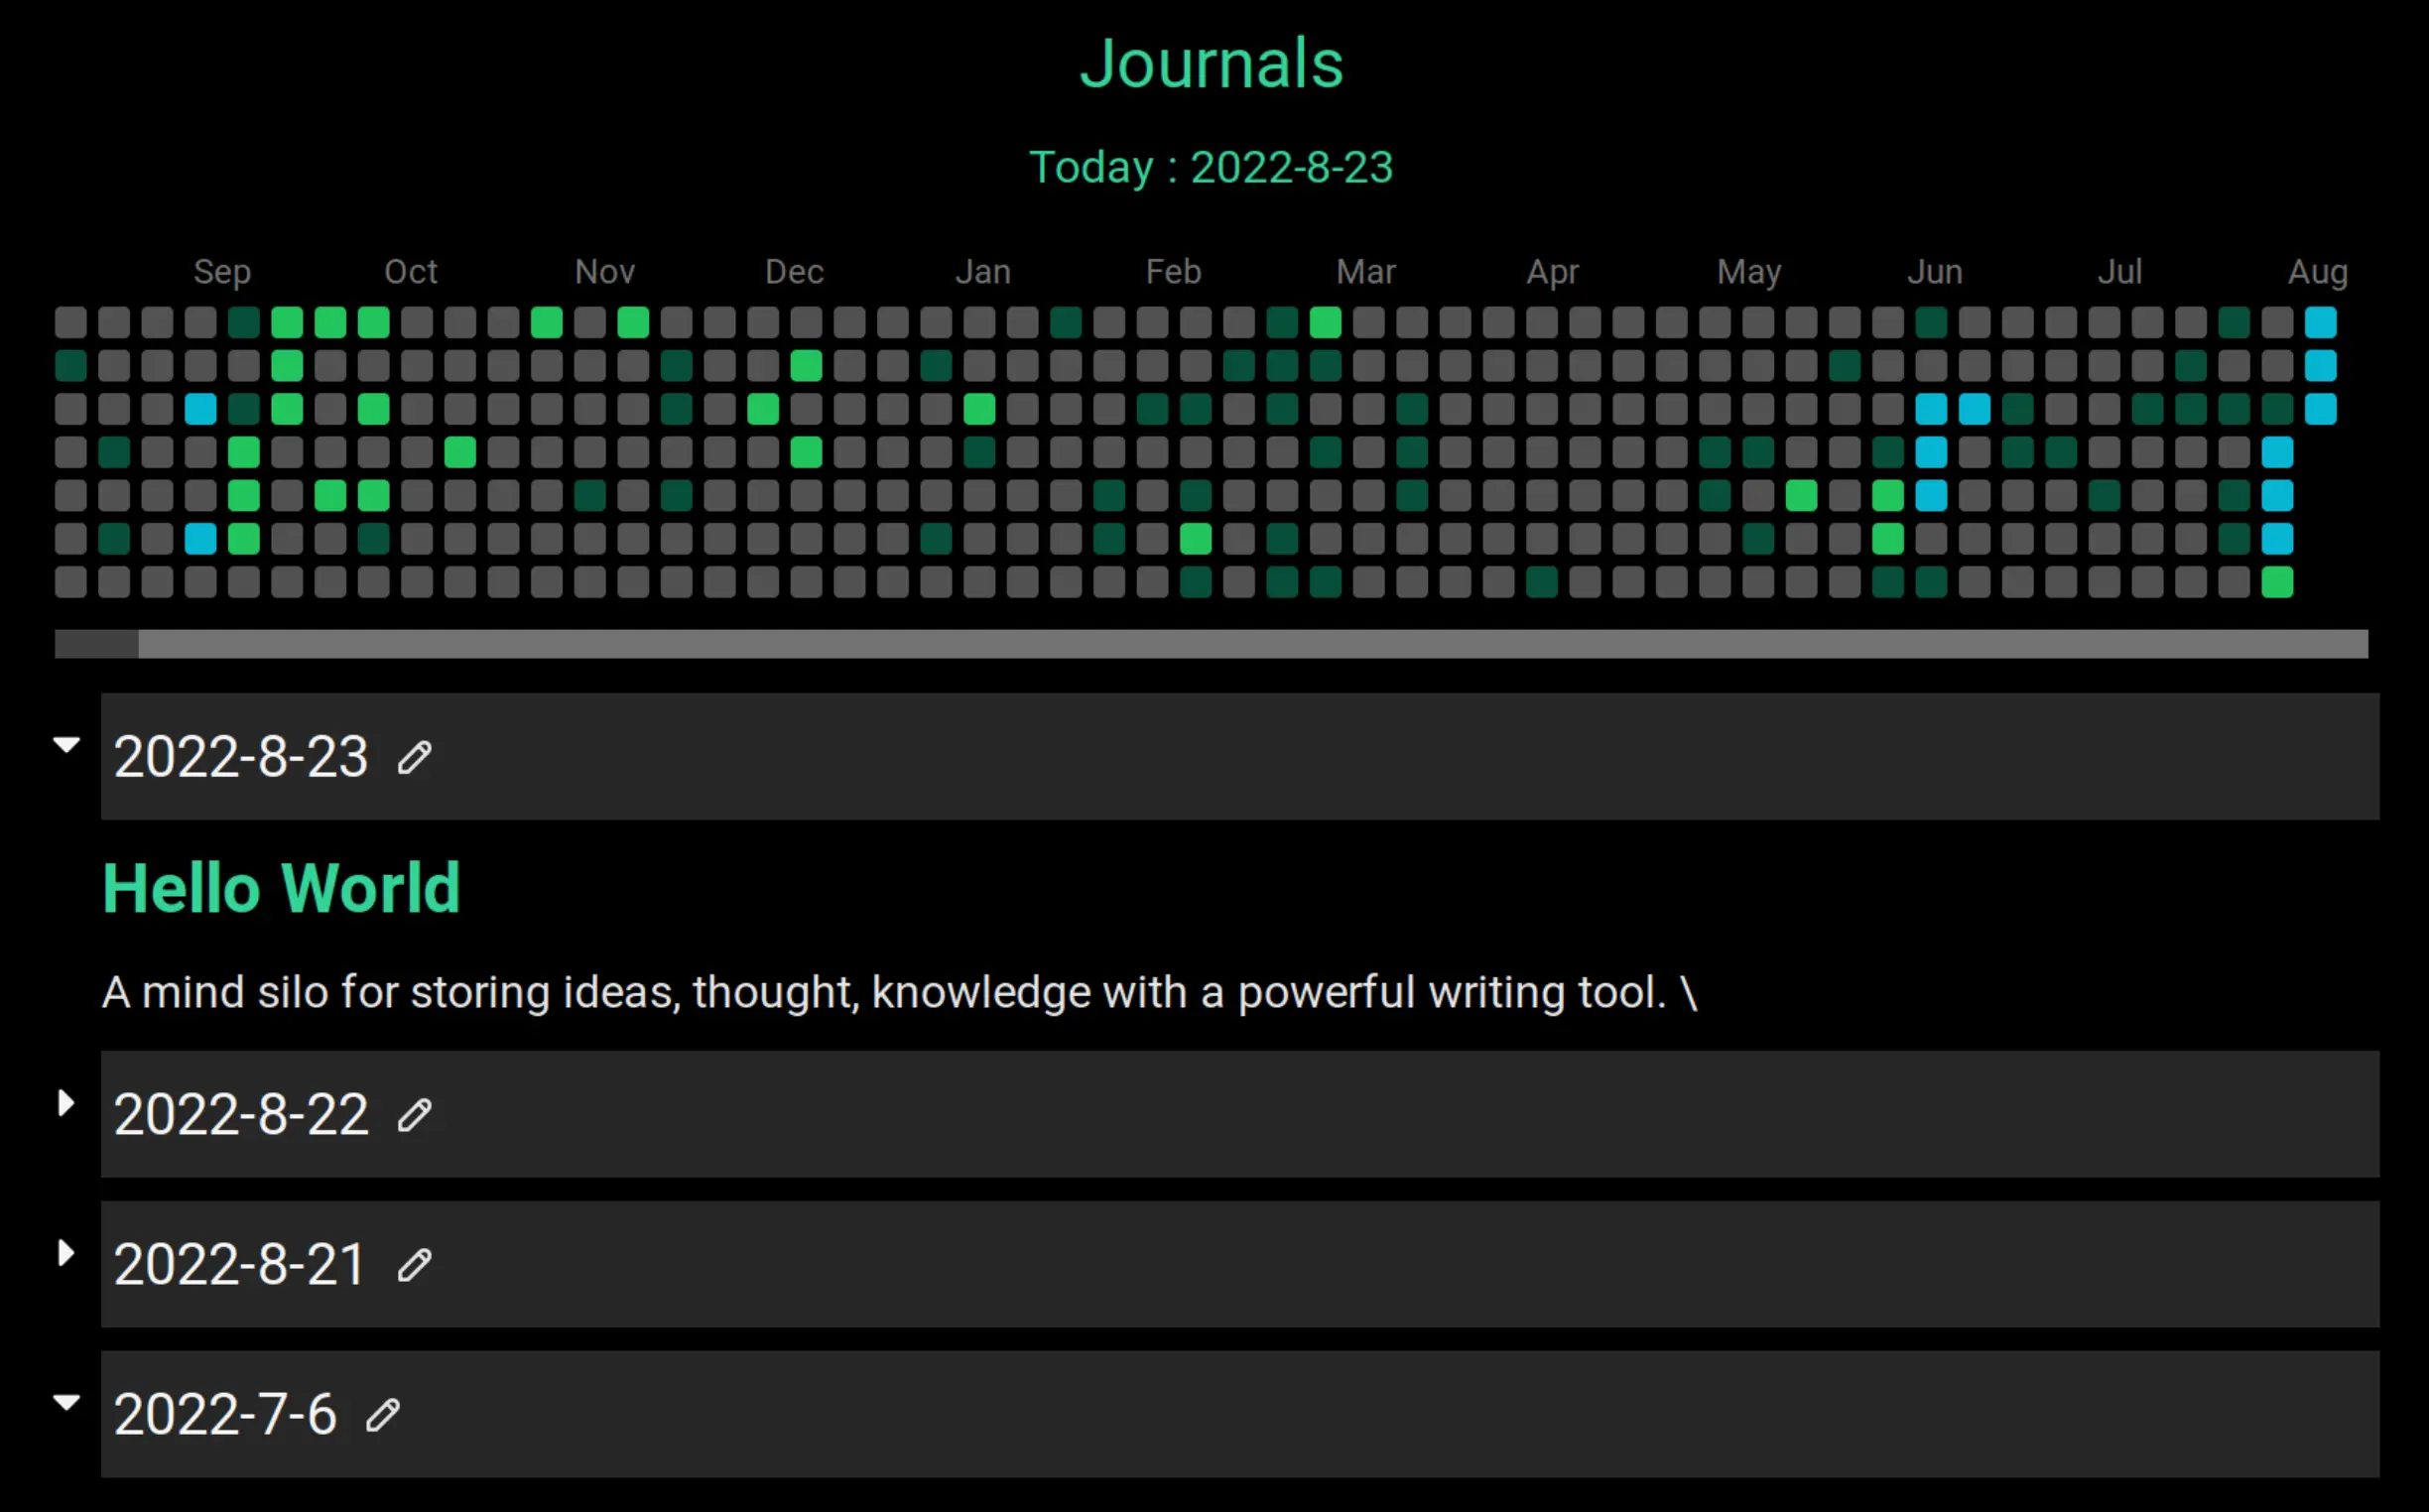 Journals
Today : 2022-8-23
Sep Oct Nov Dec Jan Feb Mar Apr May Jun Jul Aug
2022-8-23
Hello World
A mind silo for storing ideas, thought, knowledge with a powerful writing tool. \
2022-8-22
2022-8-21
2022-7-6